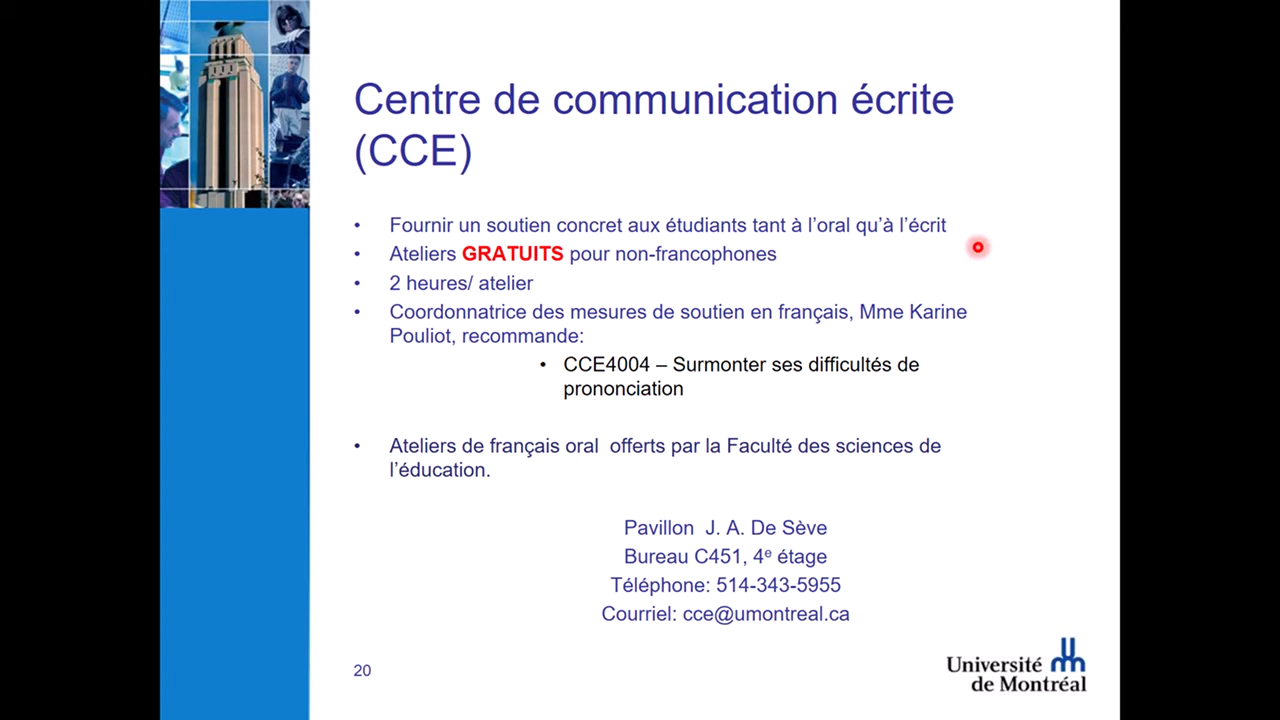 Centre de communication écrite
(CCE)
• Fournir un soutien concret aux étudiants tant à l'oral qu'à l'écrit
• Ateliers GRATUITS pour non-francophones
• 2 heures/ atelier
• Coordonnatrice des mesures de soutien en français, Mme Karine
Pouliot, recommande:
• CCE4004 – Surmonter ses difficultés de
prononciation
• Ateliers de français oral  offerts par la Faculté des sciences de
l'éducation.
Pavillon  J. A. De Sève
Bureau C451, 4e étage
Téléphone: 514-343-5955
Courriel: cce@umontreal.ca
20
Université
de Montréal